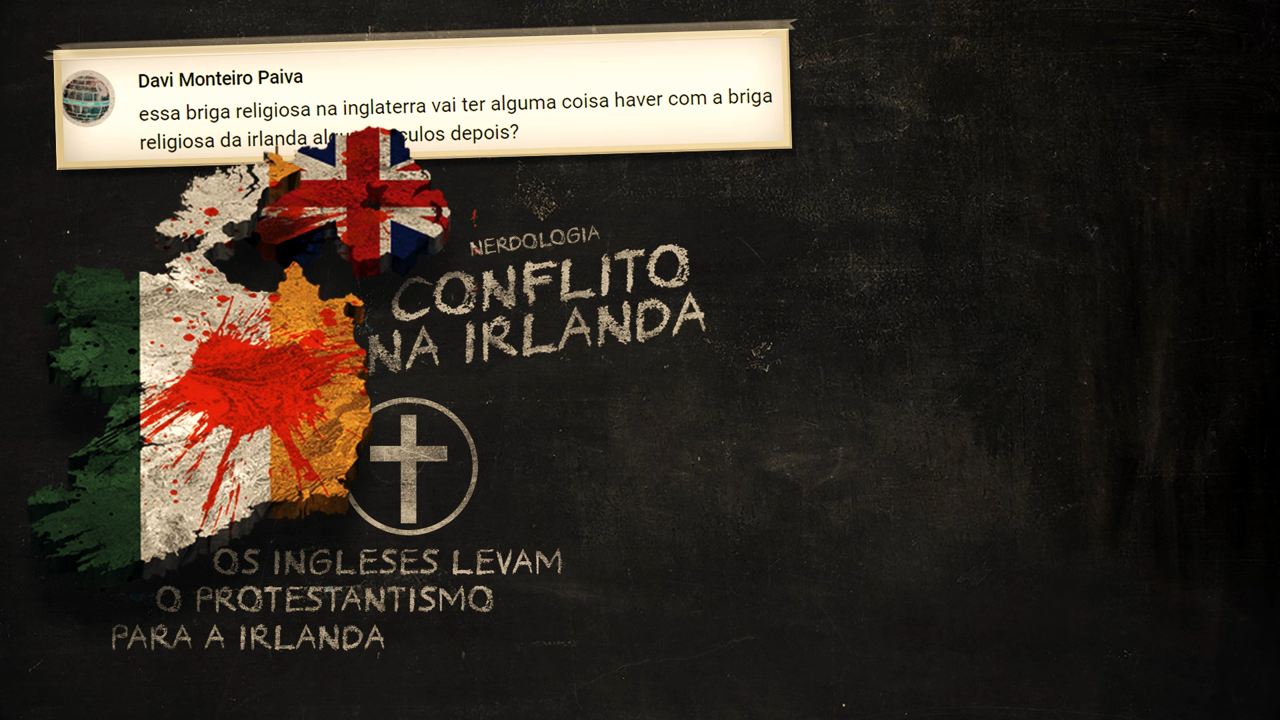 Davi Monteiro Paiva
essa briga religiosa na inglaterra vai ter alguma coisa haver com a briga
religiosa da irlanda depois?
NERDOLOGIA
CONFLITO
NA IRLANDA
OS INGLESES LEVAM
O PROTESTANTISMO
PARA A IRLANDA